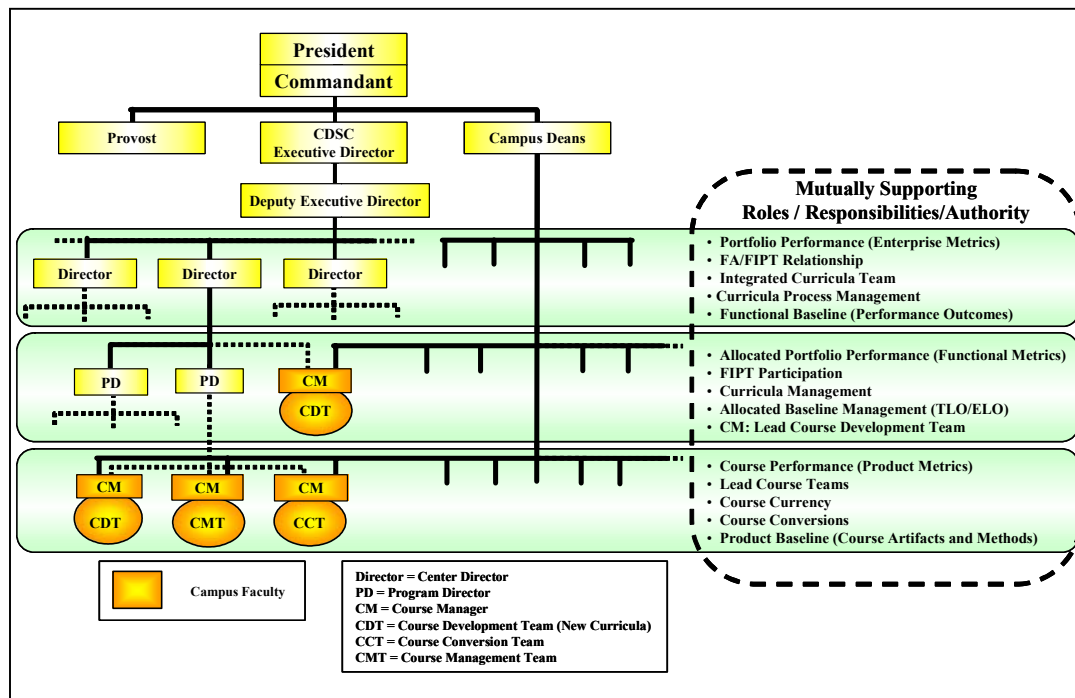 President
Commandant
Provost
CDSC
Executive Director
Campus Deans
Deputy Executive Director
Mutually Supporting
Roles / Responsibilities/Authority
Director
Director
Director
• Portfolio Performance (Enterprise Metrics)
• FA/FIPT Relationship
• Integrated Curricula Team
• Curricula Process Management
• Functional Baseline (Performance Outcomes)
PD
PD
CM
CDT
• Allocated Portfolio Performance (Functional Metrics)
• FIPT Participation
• Curricula Management
• Allocated Baseline Management (TLO/ELO)
• CM: Lead Course Development Team
CM
CM
CM
CDT
CMT
CCT
• Course Performance (Product Metrics)
• Lead Course Teams
• Course Currency
• Course Conversions
• Product Baseline (Course Artifacts and Methods)
Campus Faculty
Director = Center Director
PD = Program Director
CM = Course Manager
CDT = Course Development Team (New Curricula)
CCT = Course Conversion Team
CMT = Course Management Team